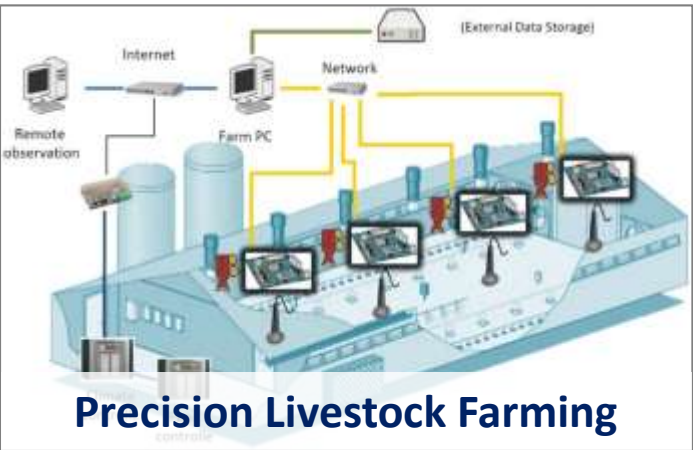 (External Data Storage)
Internet
Network
Remote
observation
Farm PC
Precision Livestock Farming